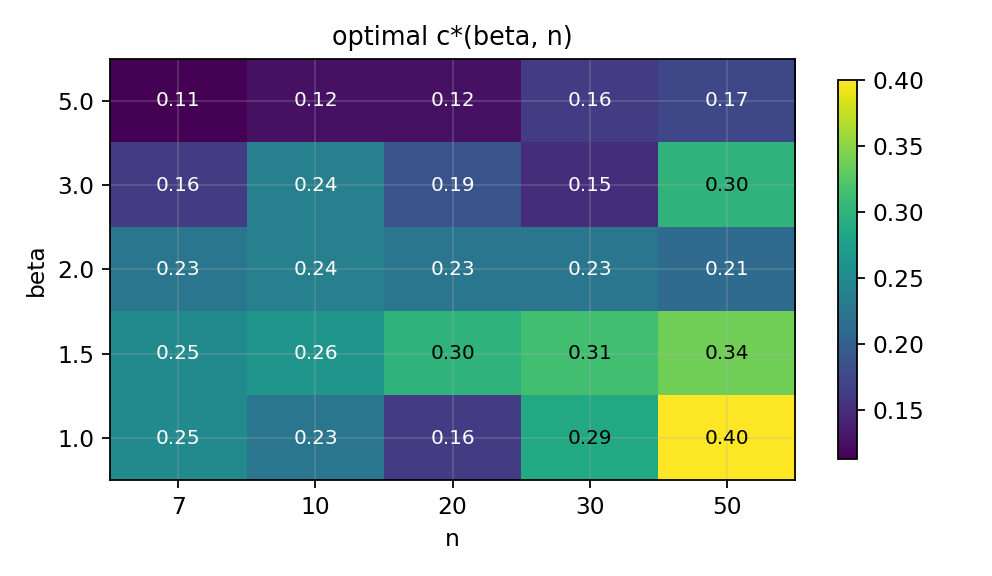 optimal c*(beta, n)
beta
5.0 0.11 0.12 0.12 0.16 0.17
3.0 0.16 0.24 0.19 0.15 0.30
2.0 0.23 0.24 0.23 0.23 0.21
1.5 0.25 0.26 0.30 0.31 0.34
1.0 0.25 0.23 0.16 0.29 0.40
7 10 20 30 50
n
0.40
0.35
0.30
0.25
0.20
0.15